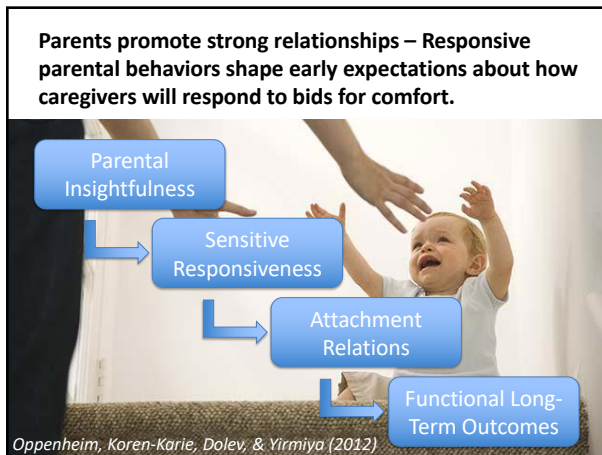 Parents promote strong relationships – Responsive
parental behaviors shape early expectations about how
caregivers will respond to bids for comfort.
Parental
Insightfulness
Sensitive
Responsiveness
Attachment
Relations
Functional Long-
Term Outcomes
Oppenheim, Koren-Karie, Dolev, & Yirmiya (2012)